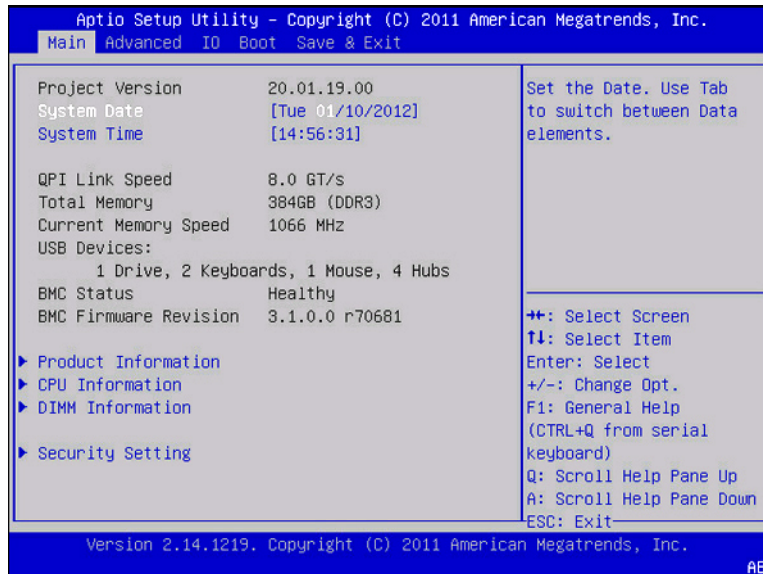 Aptio Setup Utility – Copyright (C) 2011 American Megatrends, Inc.
Main Advanced IO Boot Save & Exit
Project Version 20.01.19.00
System Date [Tue 01/10/2012]
System Time [14:56:31]
QPI Link Speed 8.0 GT/s
Total Memory 384GB (DDR3)
Current Memory Speed 1066 MHz
USB Devices:
1 Drive, 2 Keyboards, 1 Mouse, 4 Hubs
BMC Status Healthy
BMC Firmware Revision 3.1.0.0 r70681
Product Information
CPU Information
DIMM Information
Security Setting
Set the Date. Use Tab
to switch between Data
elements.
→←: Select Screen
↑↓: Select Item
Enter: Select
+/-: Change Opt.
F1: General Help
(CTRL+Q from serial
keyboard)
Q: Scroll Help Pane Up
A: Scroll Help Pane Down
ESC: Exit
Version 2.14.1219. Copyright (C) 2011 American Megatrends, Inc.
AB